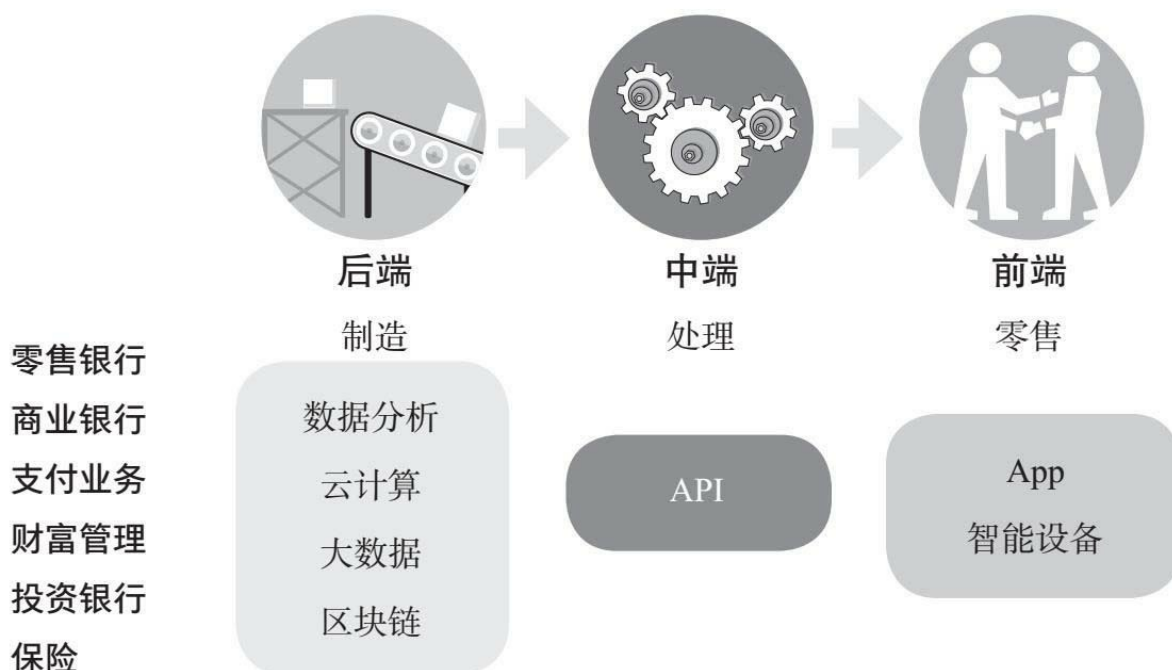 后端
中端
前端
制造
处理
零售
零售银行
商业银行
支付业务
财富管理
投资银行
保险
数据分析
云计算
大数据
区块链
API
App
智能设备